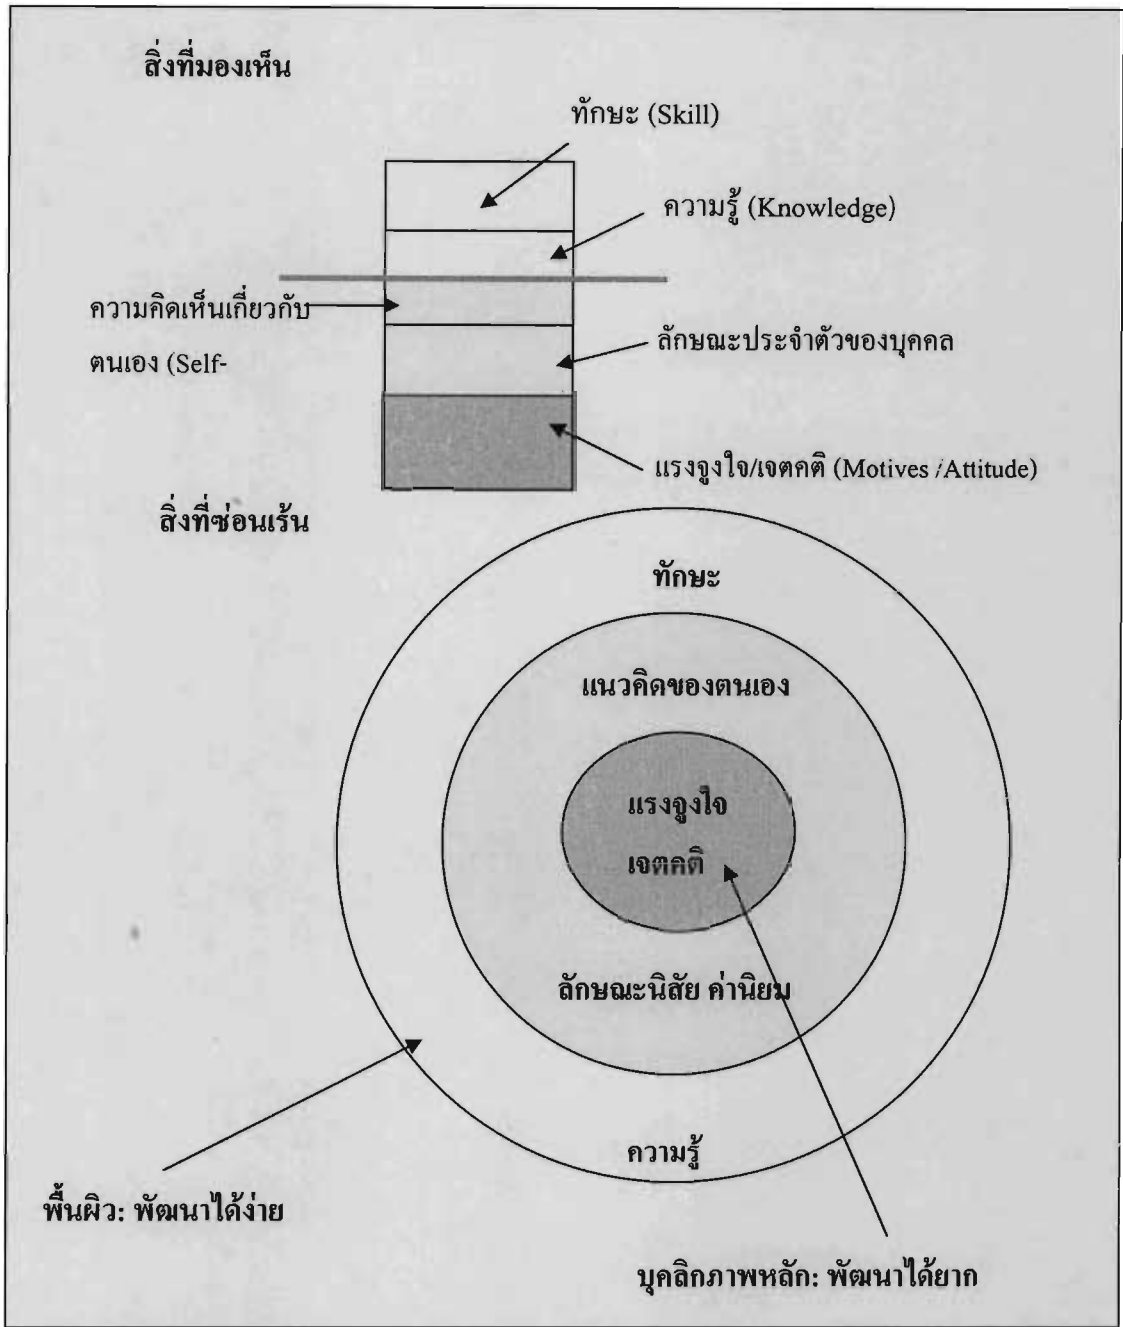 สิ่งที่มองเห็น
ทักษะ (Skill)
ความรู้ (Knowledge)
ความคิดเห็นเกี่ยวกับ
ตนเอง (Self-
ลักษณะประจำตัวของบุคคล
แรงจูงใจ/เจตคติ (Motives /Attitude)
สิ่งที่ซ่อนเร้น
ทักษะ
แนวคิดของตนเอง
แรงจูงใจ
เจตคติ
ลักษณะนิสัย ค่านิยม
ความรู้
พื้นผิว: พัฒนาได้ง่าย
บุคลิกภาพหลัก: พัฒนาได้ยาก